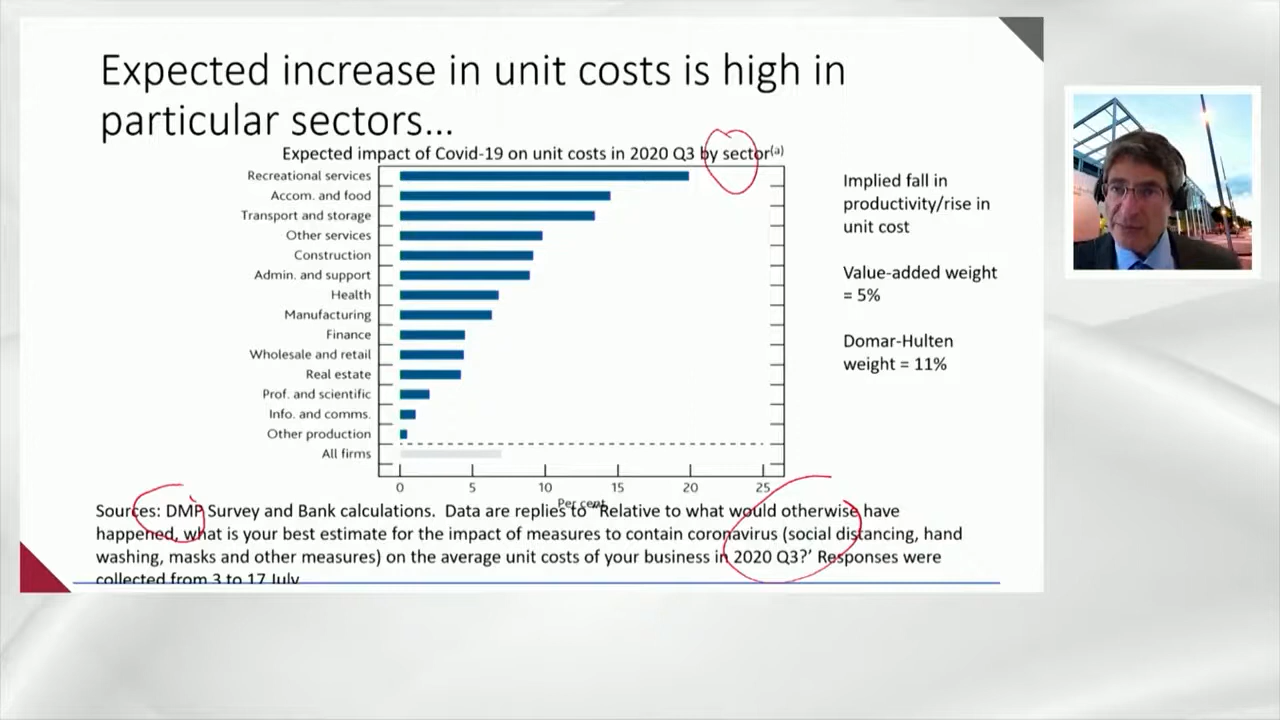 Expected increase in unit costs is high in
particular sectors...
Expected impact of Covid-19 on unit costs in 2020 Q3 by sector(a)
Recreational services
Accom. and food
Transport and storage
Other services
Construction
Admin. and support
Health
Manufacturing
Finance
Wholesale and retail
Real estate
Prof. and scientific
Info. and comms.
Other production
All firms
0 5 10 15 20 25
Per cent
Implied fall in
productivity/rise in
unit cost
Value-added weight
= 5%
Domar-Hulten
weight = 11%
Sources: DMP Survey and Bank calculations. Data are replies to "'Relative to what would otherwise have
happened, what is your best estimate for the impact of measures to contain coronavirus (social distancing, hand
washing, masks and other measures) on the average unit costs of your business in 2020 Q3?' Responses were
collected from 3 to 17 July